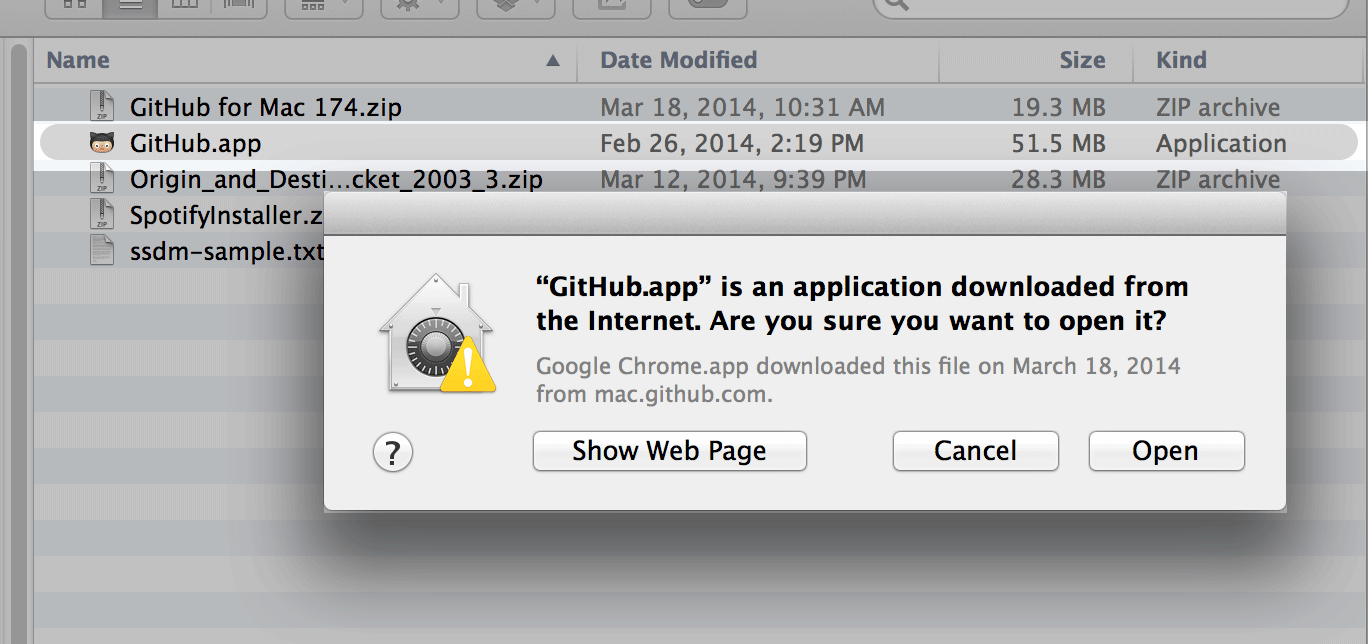 Name Date Modified Size Kind
GitHub for Mac 174.zip Mar 18, 2014, 10:31 AM 19.3 MB ZIP archive
GitHub.app Feb 26, 2014, 2:19 PM 51.5 MB Application
Origin_and_Desti...cket_2003_3.zip Mar 12, 2014, 9:39 PM 28.3 MB ZIP archive
SpotifyInstaller.z
ssdm-sample.txt
“GitHub.app” is an application downloaded from
the Internet. Are you sure you want to open it?
Google Chrome.app downloaded this file on March 18, 2014
from mac.github.com.
? Show Web Page Cancel Open